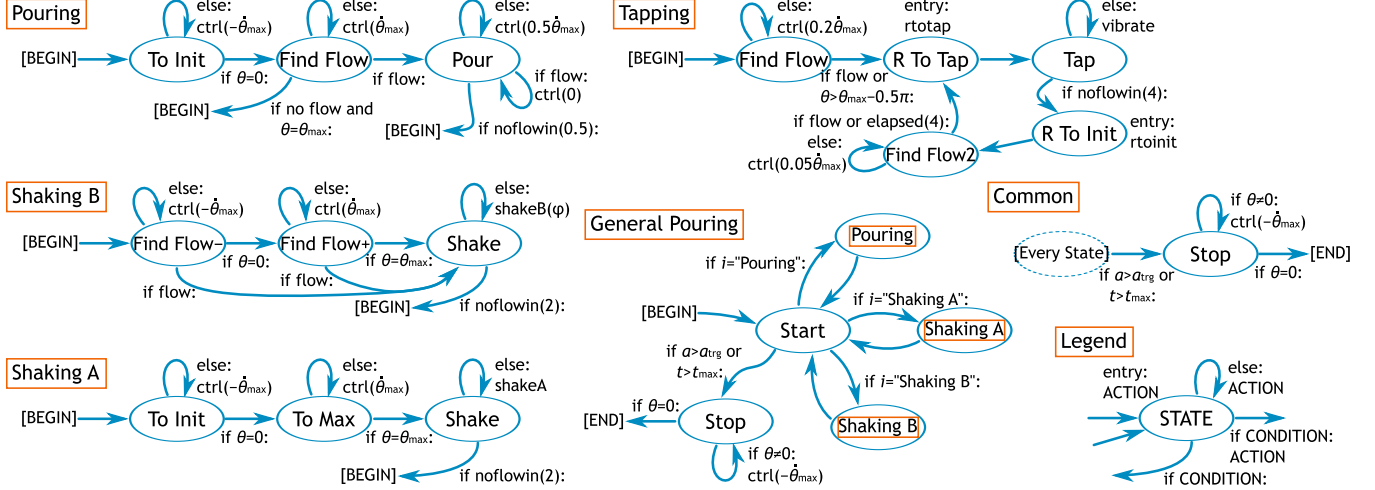 Pouring
else:
ctrl(−θ̇max)
else:
ctrl(θ̇max)
else:
ctrl(0.5θ̇max)
[BEGIN]
To Init
Find Flow
Pour
if θ=0:
if flow:
if flow:
ctrl(0)
[BEGIN]
if no flow and
θ=θmax:
[BEGIN]
if noflowin(0.5):
Tapping
else:
ctrl(0.2θ̇max)
entry:
rtotap
else:
vibrate
[BEGIN]
Find Flow
R To Tap
Tap
if flow or
θ>θmax−0.5π:
if noflowin(4):
if flow or elapsed(4):
R To Init
entry:
rtoinit
else:
ctrl(0.05θ̇max)
Find Flow2
Shaking B
else:
ctrl(−θ̇max)
else:
ctrl(θ̇max)
else:
shakeB(φ)
[BEGIN]
Find Flow−
Find Flow+
Shake
if θ=0:
if θ=θmax:
if flow:
if flow:
[BEGIN]
if noflowin(2):
Shaking A
else:
ctrl(−θ̇max)
else:
ctrl(θ̇max)
else:
shakeA
[BEGIN]
To Init
To Max
Shake
if θ=0:
if θ=θmax:
[BEGIN]
if noflowin(2):
General Pouring
Pouring
if i="Pouring":
[BEGIN]
Start
if i="Shaking A":
Shaking A
if a>atrg or
t>tmax:
if i="Shaking B":
Shaking B
[END]
if θ=0:
Stop
if θ≠0:
ctrl(−θ̇max)
Common
if θ≠0:
ctrl(−θ̇max)
[Every State]
Stop
[END]
if a>atrg or
t>tmax:
if θ=0:
Legend
entry:
ACTION
else:
ACTION
STATE
if CONDITION:
ACTION
if CONDITION: